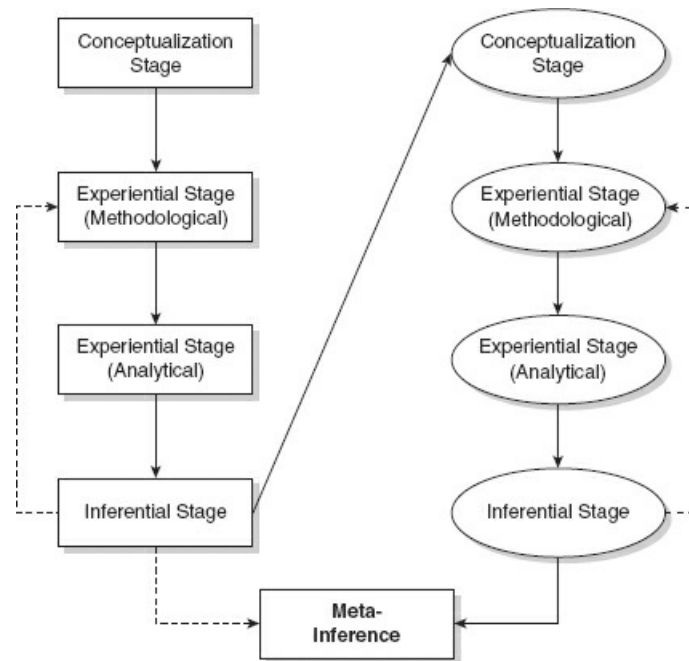 Conceptualization
Stage
Experiential Stage
(Methodological)
Experiential Stage
(Analytical)
Inferential Stage
Conceptualization
Stage
Experiential Stage
(Methodological)
Experiential Stage
(Analytical)
Inferential Stage
Meta-
Inference